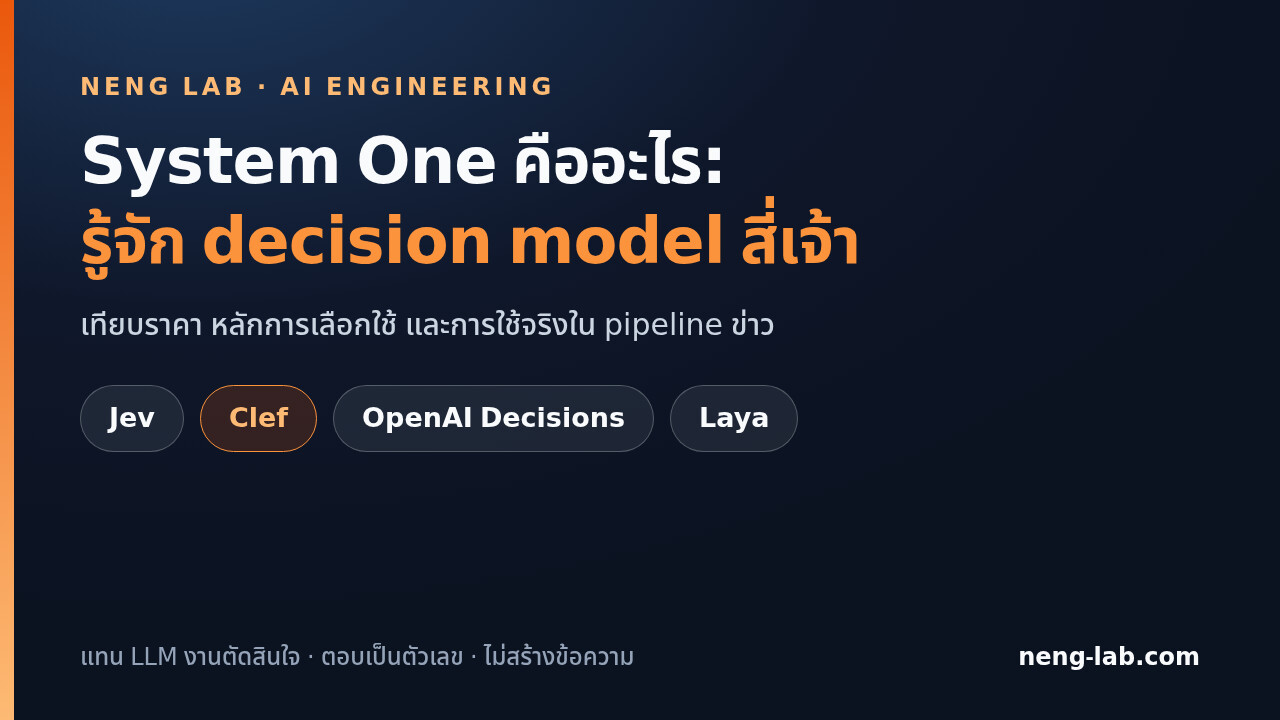 NENG LAB · AI ENGINEERING
System One คืออะไร:
รู้จัก decision model สี่เจ้า
เทียบราคา หลักการเลือกใช้ และการใช้จริงใน pipeline ข่าว
Jev Clef OpenAI Decisions Laya
แทน LLM งานตัดสินใจ · ตอบเป็นตัวเลข · ไม่สร้างข้อความ neng-lab.com